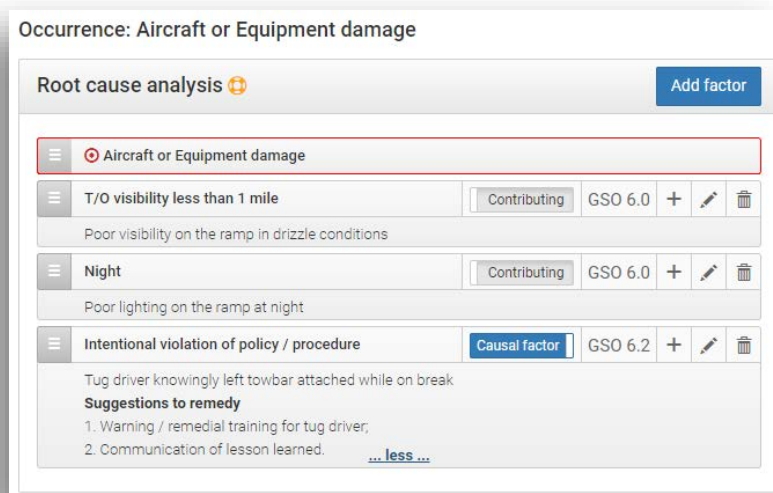 Occurrence: Aircraft or Equipment damage
Root cause analysis
Add factor
Aircraft or Equipment damage
T/O visibility less than 1 mile Contributing GSO 6.0
Poor visibility on the ramp in drizzle conditions
Night Contributing GSO 6.0
Poor lighting on the ramp at night
Intentional violation of policy / procedure Causal factor GSO 6.2
Tug driver knowingly left towbar attached while on break
Suggestions to remedy
1. Warning / remedial training for tug driver;
2. Communication of lesson learned.
... less ...